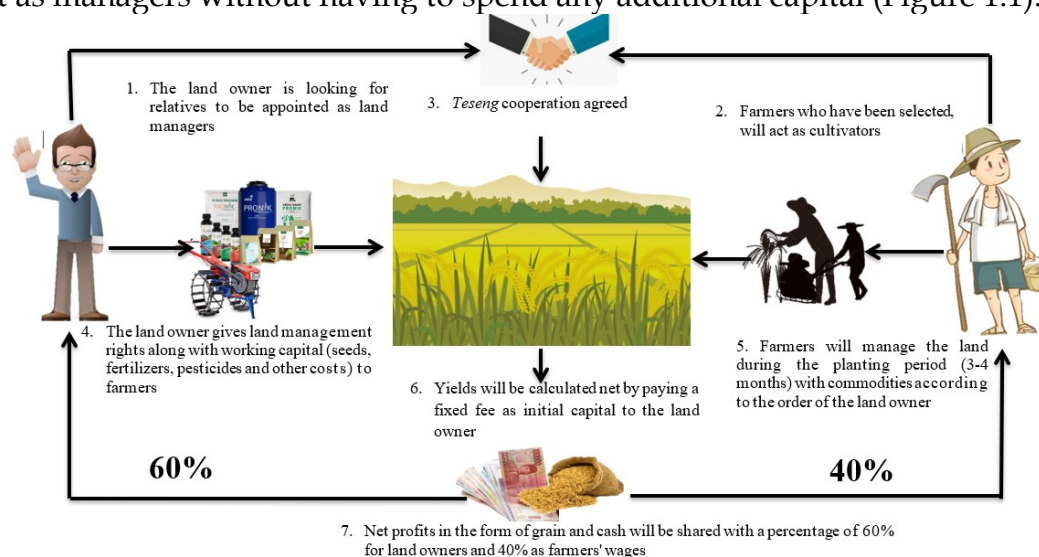 t as managers without having to spend any additional capital (Figure 1.1).
1. The land owner is looking for
relatives to be appointed as land
managers
3. Teseng cooperation agreed
2. Farmers who have been selected,
will act as cultivators
PRONIK
PRONIK
4. The land owner gives land management
rights along with working capital (seeds,
fertilizers, pesticides and other costs) to
farmers
5. Farmers will manage the land
during the planting period (3-4
months) with commodities according
to the order of the land owner
6. Yields will be calculated net by paying a
fixed fee as initial capital to the land
owner
60%
40%
7. Net profits in the form of grain and cash will be shared with a percentage of 60%
for land owners and 40% as farmers' wages